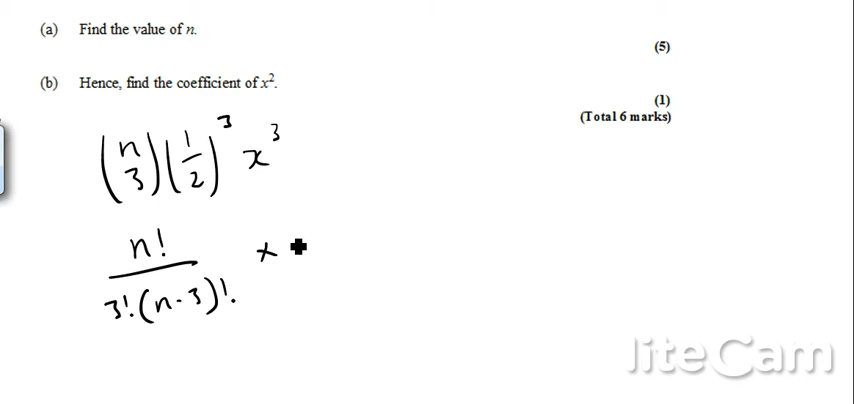 (a) Find the value of n.
(5)
(b) Hence, find the coefficient of x².
(1)
(Total 6 marks)
(n 3) (1/2)³ x³
n! / 3!(n-3)! ×
liteCam